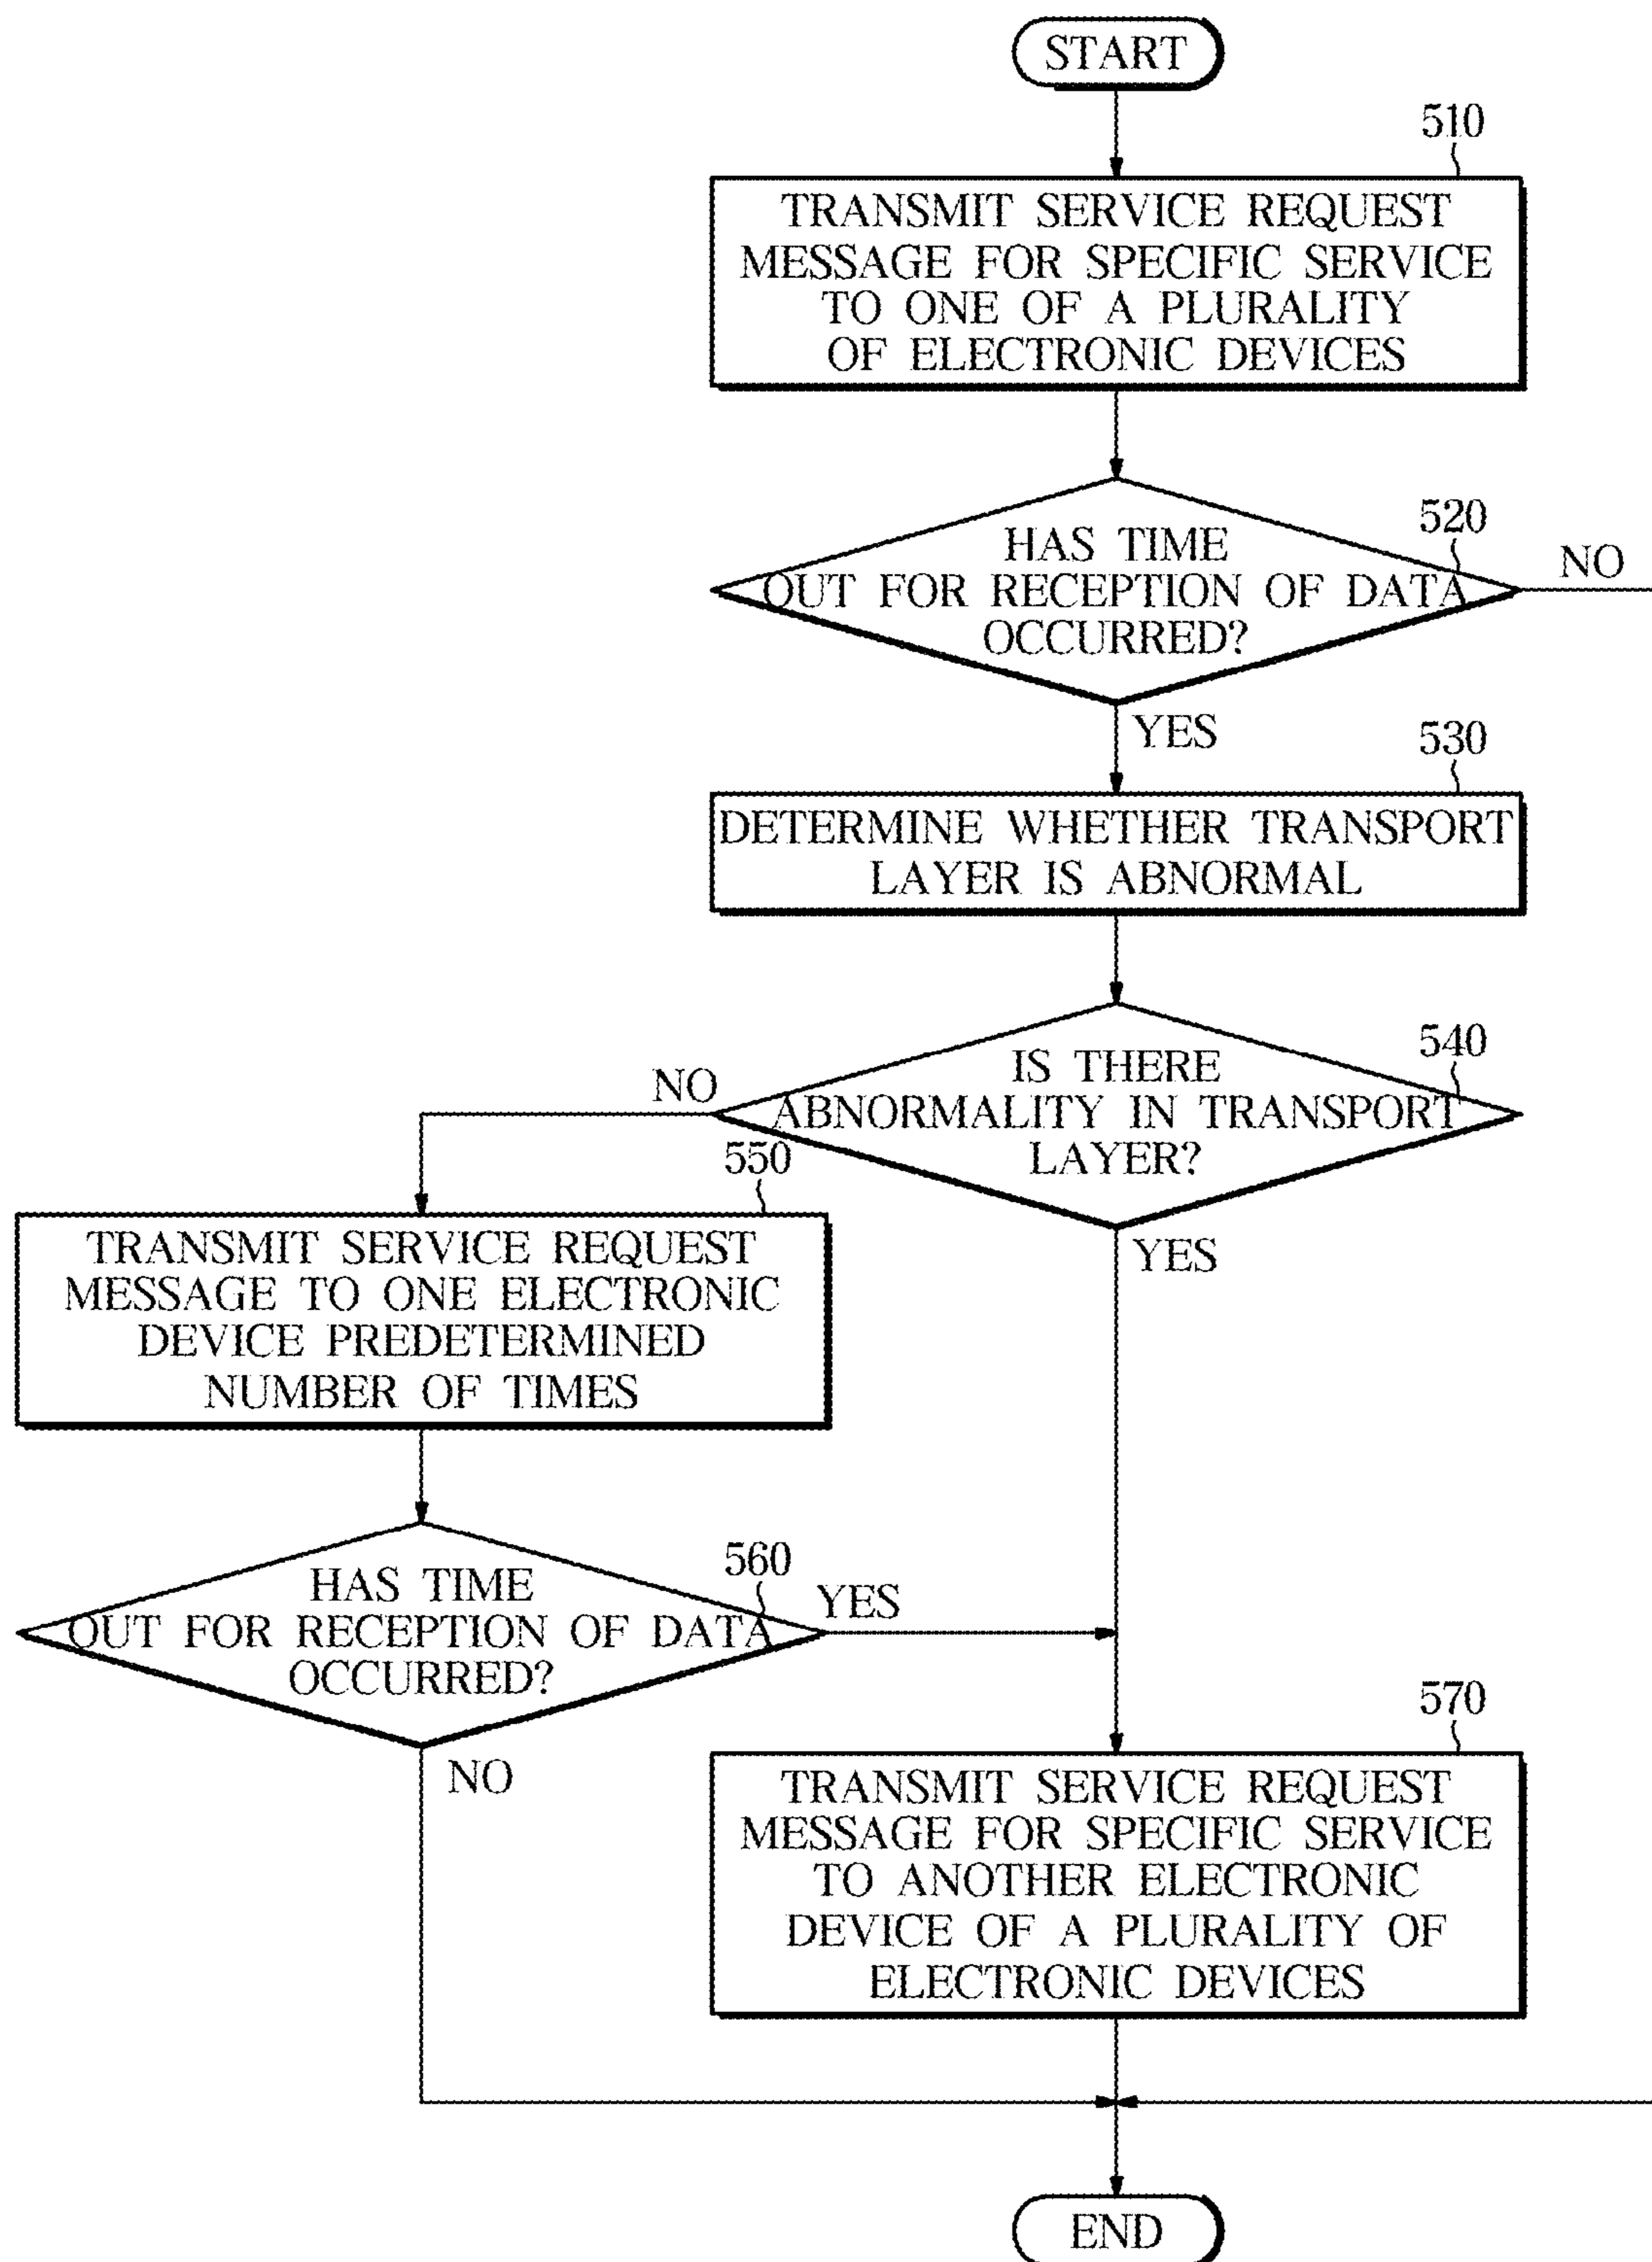 START
510
TRANSMIT SERVICE REQUEST
MESSAGE FOR SPECIFIC SERVICE
TO ONE OF A PLURALITY
OF ELECTRONIC DEVICES
520
HAS TIME
OUT FOR RECEPTION OF DATA
OCCURRED?
NO
YES
530
DETERMINE WHETHER TRANSPORT
LAYER IS ABNORMAL
540
IS THERE
ABNORMALITY IN TRANSPORT
LAYER?
NO
YES
550
TRANSMIT SERVICE REQUEST
MESSAGE TO ONE ELECTRONIC
DEVICE PREDETERMINED
NUMBER OF TIMES
560
HAS TIME
OUT FOR RECEPTION OF DATA
OCCURRED?
YES
NO
570
TRANSMIT SERVICE REQUEST
MESSAGE FOR SPECIFIC SERVICE
TO ANOTHER ELECTRONIC
DEVICE OF A PLURALITY OF
ELECTRONIC DEVICES
END